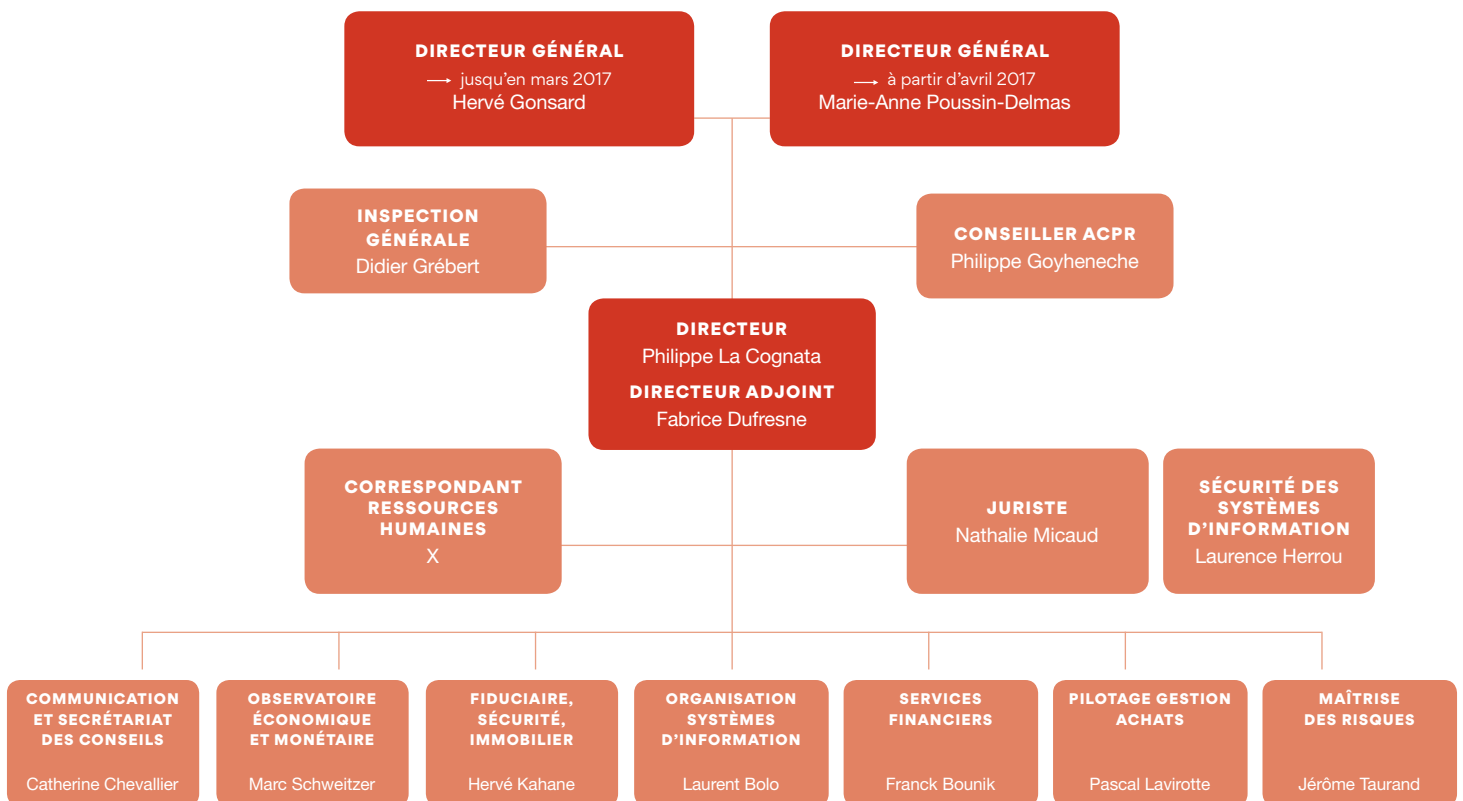 DIRECTEUR GÉNÉRAL
→ jusqu'en mars 2017
Hervé Gonsard
DIRECTEUR GÉNÉRAL
→ à partir d'avril 2017
Marie-Anne Poussin-Delmas
INSPECTION
GÉNÉRALE
Didier Grébert
CONSEILLER ACPR
Philippe Goyheneche
DIRECTEUR
Philippe La Cognata
DIRECTEUR ADJOINT
Fabrice Dufresne
CORRESPONDANT
RESSOURCES
HUMAINES
X
JURISTE
Nathalie Micaud
SÉCURITÉ DES
SYSTÈMES
D'INFORMATION
Laurence Herrou
COMMUNICATION
ET SECRÉTARIAT
DES CONSEILS
Catherine Chevallier
OBSERVATOIRE
ÉCONOMIQUE
ET MONÉTAIRE
Marc Schweitzer
FIDUCIAIRE,
SÉCURITÉ,
IMMOBILIER
Hervé Kahane
ORGANISATION
SYSTÈMES
D'INFORMATION
Laurent Bolo
SERVICES
FINANCIERS
Franck Bounik
PILOTAGE GESTION
ACHATS
Pascal Lavirotte
MAÎTRISE
DES RISQUES
Jérôme Taurand